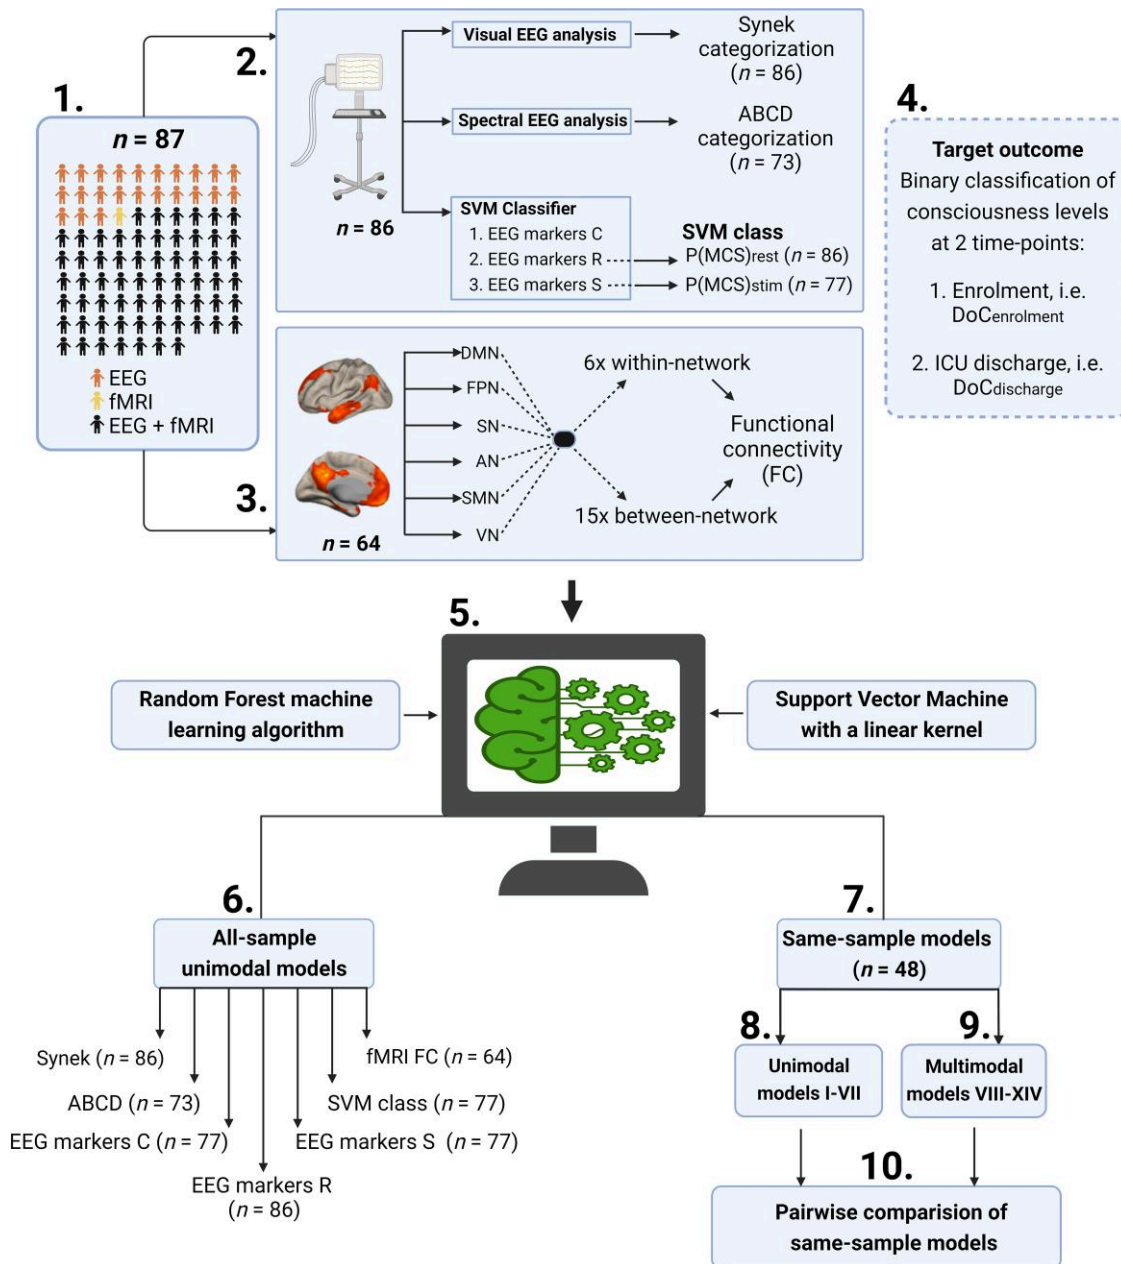 1.
n = 87
EEG
fMRI
EEG + fMRI
2.
n = 86
Visual EEG analysis
Synek
categorization
(n = 86)
Spectral EEG analysis
ABCD
categorization
(n = 73)
SVM Classifier
1. EEG markers C
2. EEG markers R
3. EEG markers S
SVM class
P(MCS)rest (n = 86)
P(MCS)stim (n = 77)
3.
n = 64
DMN
FPN
SN
AN
SMN
VN
6x within-network
15x between-network
Functional
connectivity
(FC)
4.
Target outcome
Binary classification of
consciousness levels
at 2 time-points:
1. Enrolment, i.e.
DoCenrolment
2. ICU discharge, i.e.
DoCdischarge
5.
Random Forest machine
learning algorithm
Support Vector Machine
with a linear kernel
6.
All-sample
unimodal models
Synek (n = 86)
ABCD (n = 73)
EEG markers C (n = 77)
EEG markers R
(n = 86)
EEG markers S (n = 77)
SVM class (n = 77)
fMRI FC (n = 64)
7.
Same-sample models
(n = 48)
8.
Unimodal
models I-VII
9.
Multimodal
models VIII-XIV
10.
Pairwise comparision of
same-sample models